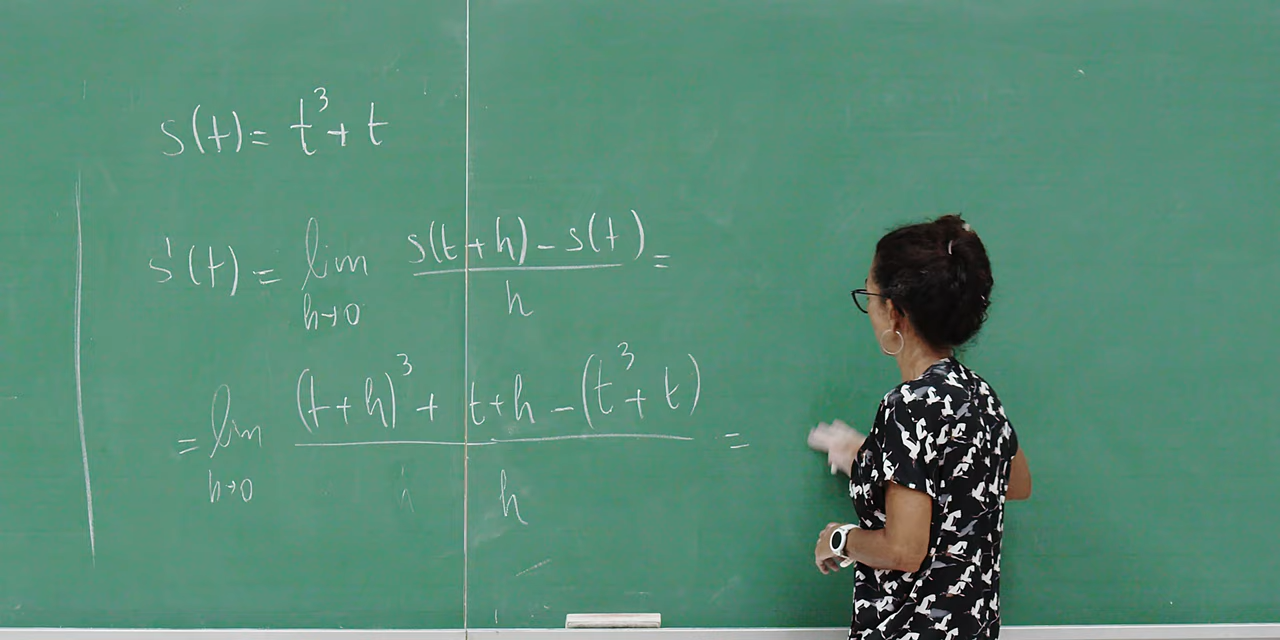 s(t) = t³ + t
s'(t) = lim h→0 s(t+h) - s(t) / h =
= lim h→0 (t+h)³ + t+h - (t³ + t) / h =